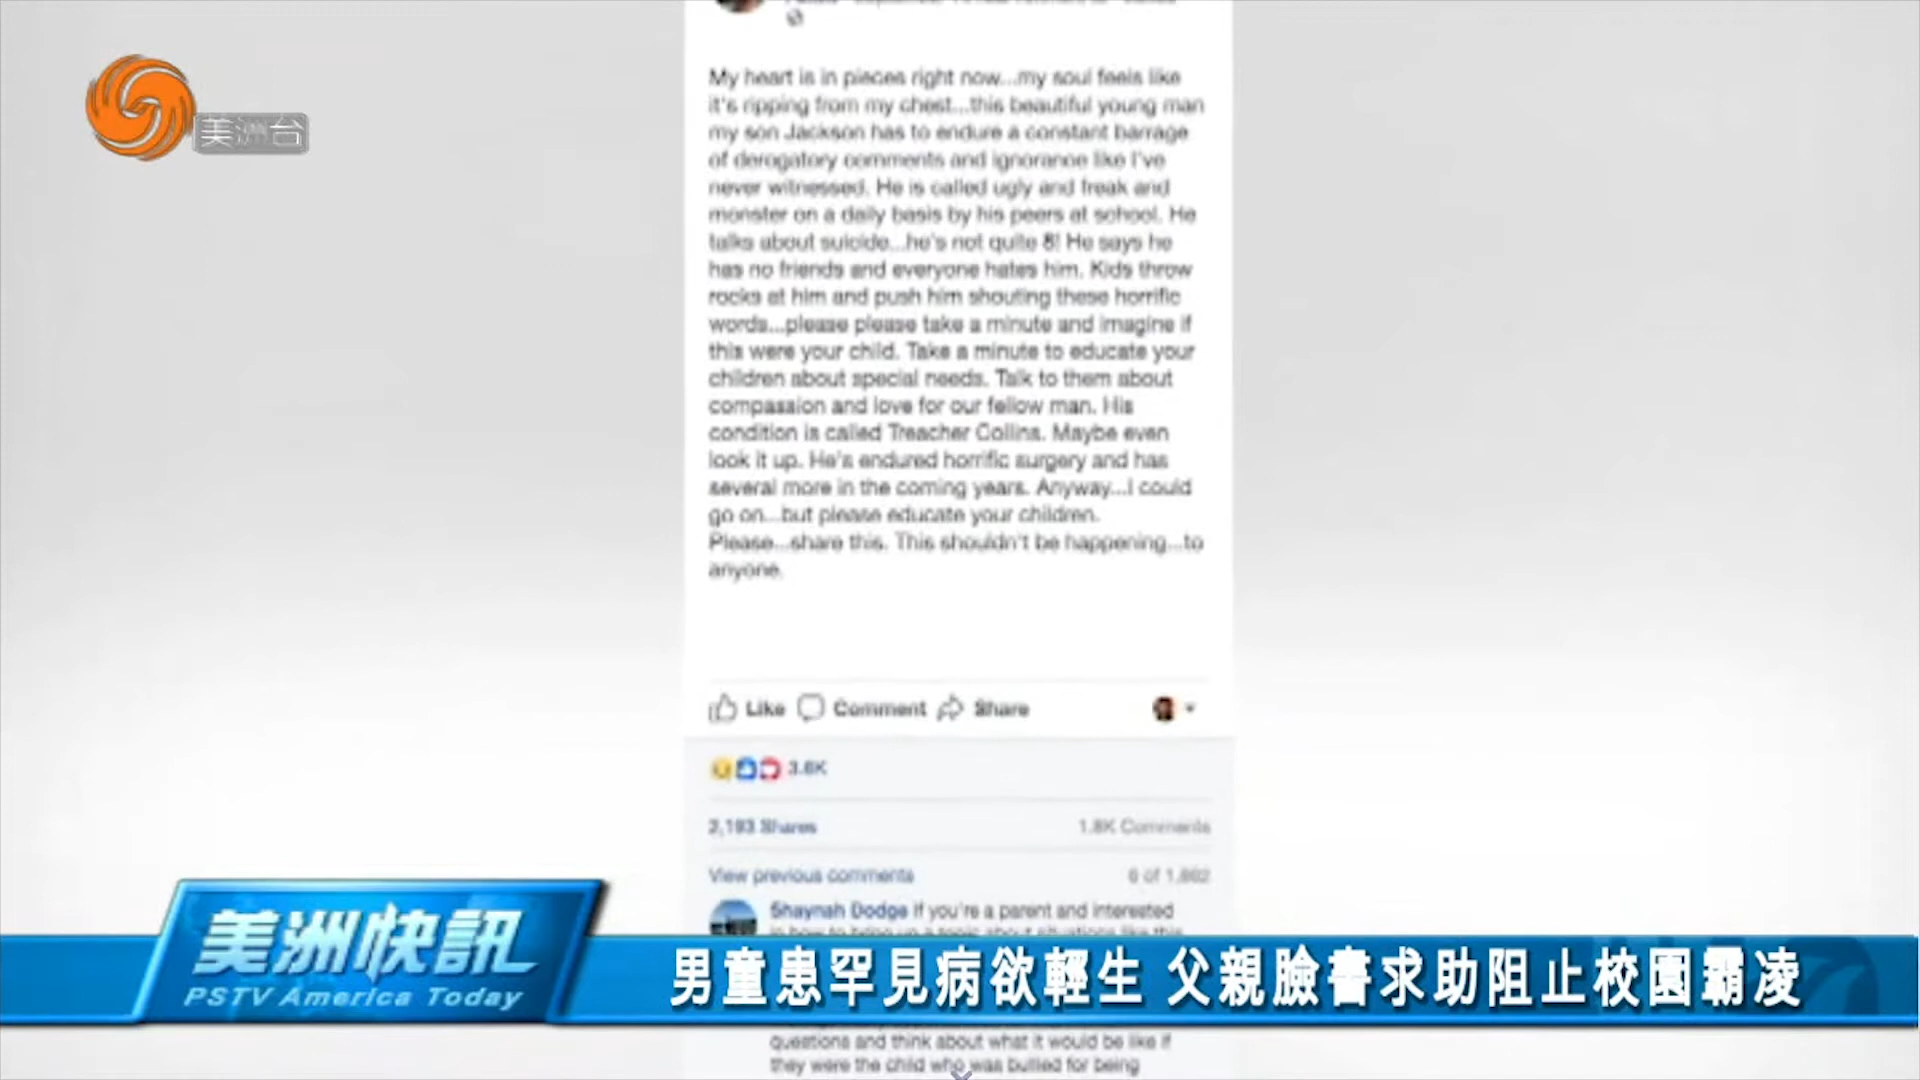 美洲台
My heart is in pieces right now...my soul feels like
it's ripping from my chest...this beautiful young man
my son Jackson has to endure a constant barrage
of derogatory comments and ignorance like I've
never witnessed. He is called ugly and freak and
monster on a daily basis by his peers at school. He
talks about suicide...he's not quite 8! He says he
has no friends and everyone hates him. Kids throw
rocks at him and push him shouting these horrific
words...please please take a minute and imagine if
this were your child. Take a minute to educate your
children about special needs. Talk to them about
compassion and love for our fellow man. His
condition is called Treacher Collins. Maybe even
look it up. He's endured horrific surgery and has
several more in the coming years. Anyway...I could
go on...but please educate your children.
Please...share this. This shouldn't be happening...to
anyone.
Like Comment Share
3.6K
2,193 Shares 1.8K Comments
View previous comments 6 of 1,802
Shaynah Dodge If you're a parent and interested
in how to bring up a topic about situations like this
美洲快訊
PSTV America Today
男童患罕見病欲輕生 父親臉書求助阻止校園霸凌
questions and think about what it would be like if
they were the child who was bullied for being